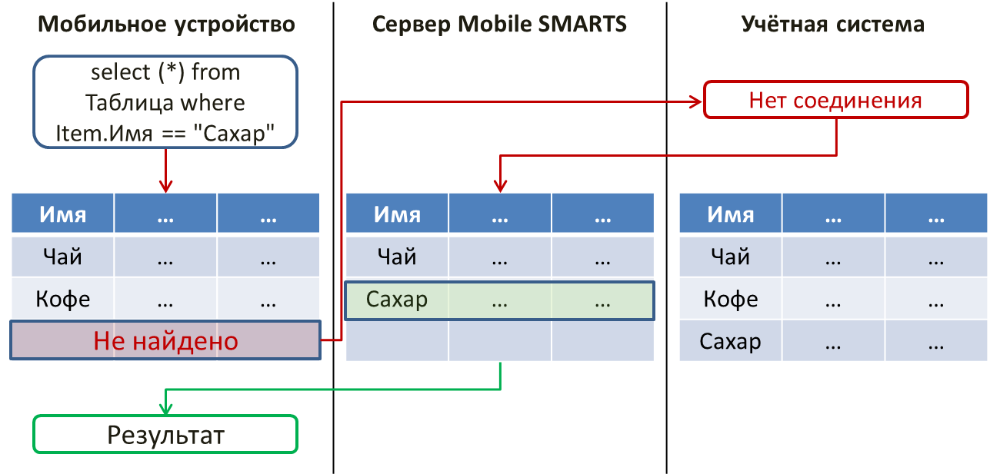 Мобильное устройство
Сервер Mobile SMARTS
Учётная система
select (*) from
Таблица where
Item.Имя == "Сахар"
Нет соединения
Имя ... ...
Чай ... ...
Кофе ... ...
Не найдено
Имя ... ...
Чай ... ...
Сахар ... ...
Имя ... ...
Чай ... ...
Кофе ... ...
Сахар ... ...
Результат